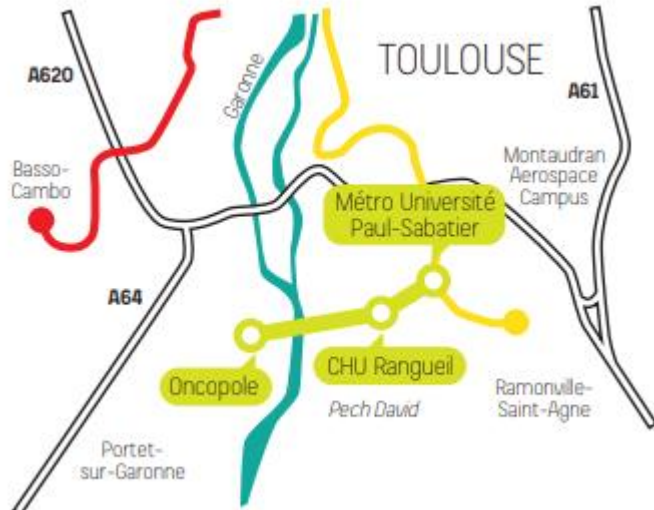 TOULOUSE
A620
Garonne
A61
Basso-
Cambo
Montaudran
Aerospace
Campus
Métro Université
Paul-Sabatier
A64
Oncopole
CHU Rangueil
Pech David
Ramonville-
Saint-Agne
Portet-
sur-Garonne